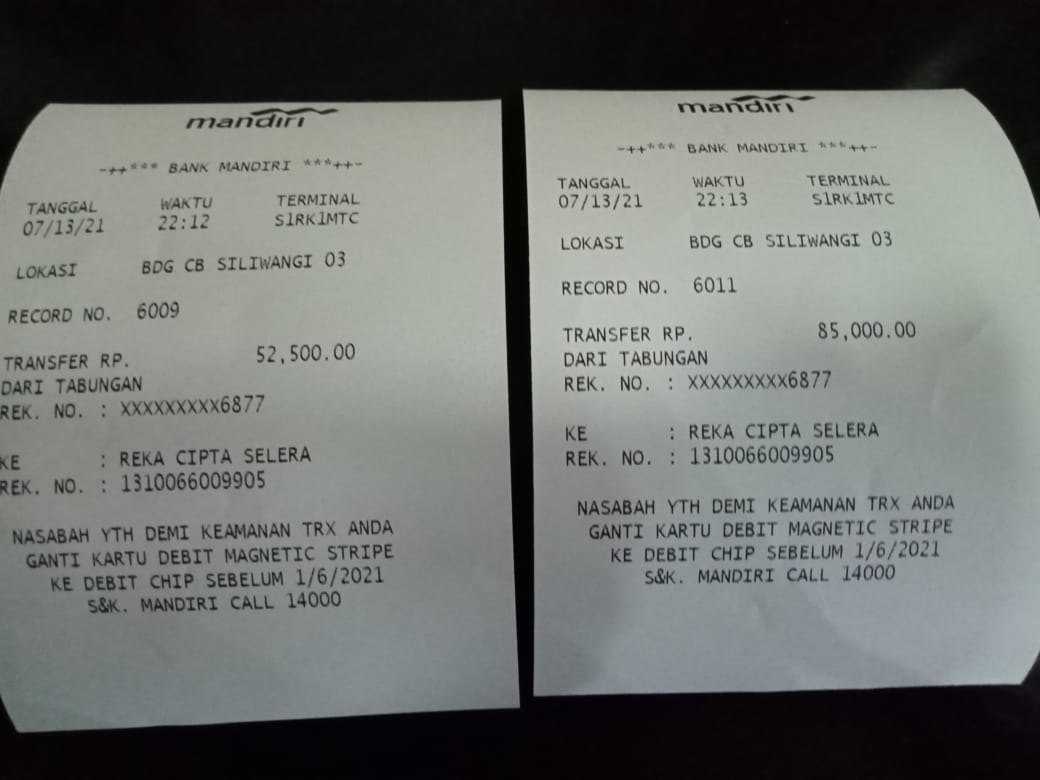 mandiri
-++*** BANK MANDIRI ***++-
TANGGAL WAKTU TERMINAL
07/13/21 22:12 S1RK1MTC
LOKASI BDG CB SILIWANGI 03
RECORD NO. 6009
TRANSFER RP. 52,500.00
DARI TABUNGAN
REK. NO. : XXXXXXXXX6877
KE : REKA CIPTA SELERA
REK. NO. : 1310066009905
NASABAH YTH DEMI KEAMANAN TRX ANDA
GANTI KARTU DEBIT MAGNETIC STRIPE
KE DEBIT CHIP SEBELUM 1/6/2021
S&K. MANDIRI CALL 14000
mandiri
-++*** BANK MANDIRI ***++-
TANGGAL WAKTU TERMINAL
07/13/21 22:13 S1RK1MTC
LOKASI BDG CB SILIWANGI 03
RECORD NO. 6011
TRANSFER RP. 85,000.00
DARI TABUNGAN
REK. NO. : XXXXXXXXX6877
KE : REKA CIPTA SELERA
REK. NO. : 1310066009905
NASABAH YTH DEMI KEAMANAN TRX ANDA
GANTI KARTU DEBIT MAGNETIC STRIPE
KE DEBIT CHIP SEBELUM 1/6/2021
S&K. MANDIRI CALL 14000